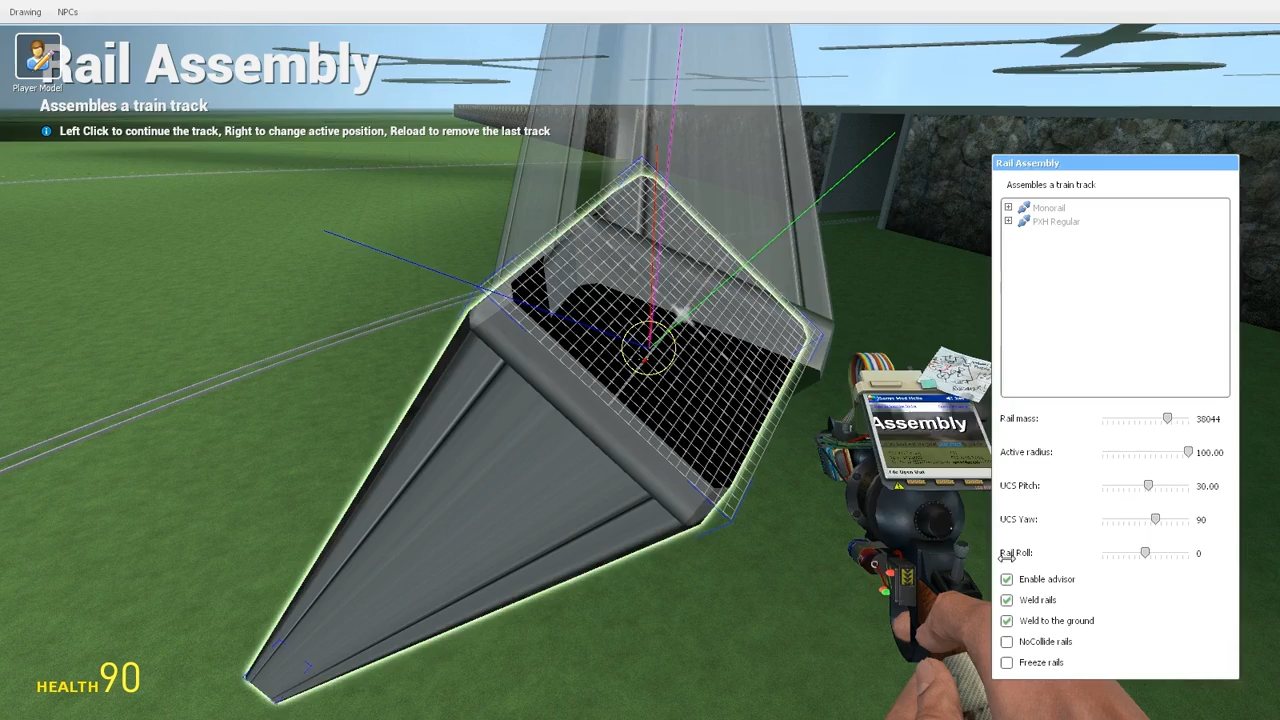 Drawing NPCs
Rail Assembly
Player Model
Assembles a train track
Left Click to continue the track, Right to change active position, Reload to remove the last track
Rail Assembly
Assembles a train track
Monorail
PXH Regular
Rail mass: 38044
Active radius: 100.00
UCS Pitch: 30.00
UCS Yaw: 90
Rail Roll: 0
Enable advisor
Weld rails
Weld to the ground
NoCollide rails
Freeze rails
Assembly
HEALTH 90